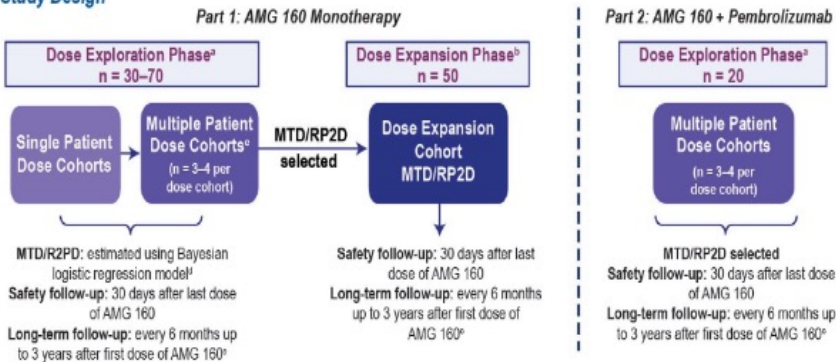 Study Design
Part 1: AMG 160 Monotherapy
Dose Exploration Phaseᵃ
n = 30–70
Single Patient
Dose Cohorts
Multiple Patient
Dose Cohortsᶜ
(n = 3–4 per
dose cohort)
MTD/RP2D
selected
MTD/R2PD: estimated using Bayesian
logistic regression modelᵈ
Safety follow-up: 30 days after last dose
of AMG 160
Long-term follow-up: every 6 months up
to 3 years after first dose of AMG 160ᵉ
Dose Expansion Phaseᵇ
n = 50
Dose Expansion
Cohort
MTD/RP2D
Safety follow-up: 30 days after last
dose of AMG 160
Long-term follow-up: every 6 months
up to 3 years after first dose of
AMG 160ᵉ
Part 2: AMG 160 + Pembrolizumab
Dose Exploration Phaseᵃ
n = 20
Multiple Patient
Dose Cohorts
(n = 3–4 per
dose cohort)
MTD/RP2D selected
Safety follow-up: 30 days after last dose
of AMG 160
Long-term follow-up: every 6 months up
to 3 years after first dose of AMG 160ᵉ